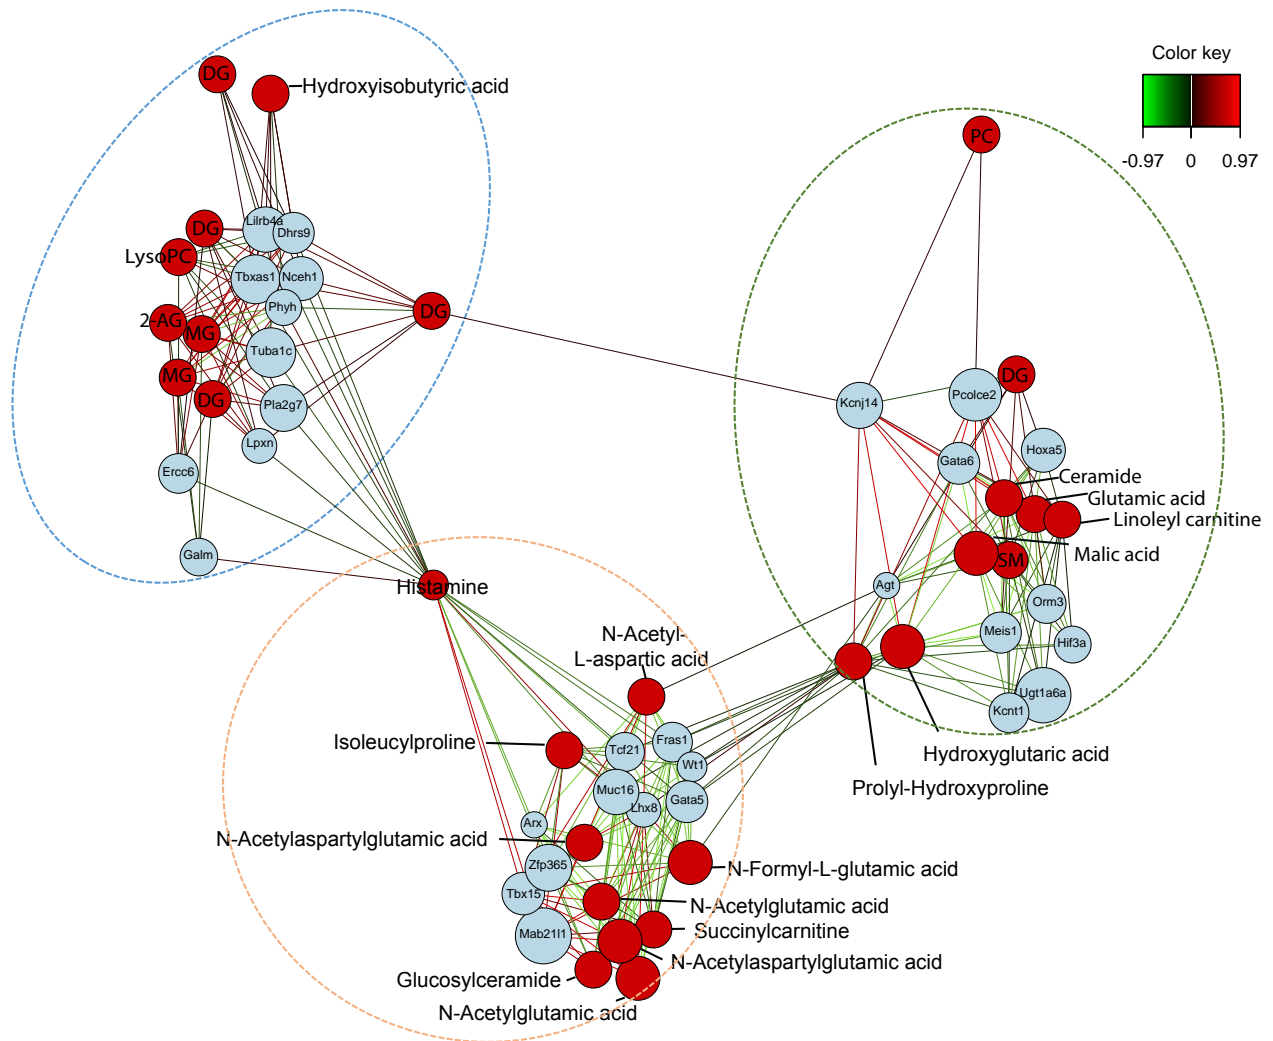 Color key
-0.97 0 0.97
DG
Hydroxyisobutyric acid
DG
Lilrb4a
Dhrs9
LysoPC
Tbxas1
Nceh1
Phyh
2-AG
MG
DG
Tuba1c
MG
DG
Pla2g7
Lpxn
Ercc6
Galm
Histamine
PC
DG
Kcnj14
Pcolce2
Gata6
Hoxa5
Ceramide
Glutamic acid
Linoleyl carnitine
Malic acid
SM
Agt
Orm3
Meis1
Hif3a
Ugt1a6a
Kcnt1
Hydroxyglutaric acid
Prolyl-Hydroxyproline
N-Acetyl-
L-aspartic acid
Isoleucylproline
Tcf21
Fras1
Wt1
Muc16
Lhx8
Gata5
Arx
N-Acetylaspartylglutamic acid
Zfp365
N-Formyl-L-glutamic acid
Tbx15
N-Acetylglutamic acid
Succinylcarnitine
Mab21l1
N-Acetylaspartylglutamic acid
Glucosylceramide
N-Acetylglutamic acid